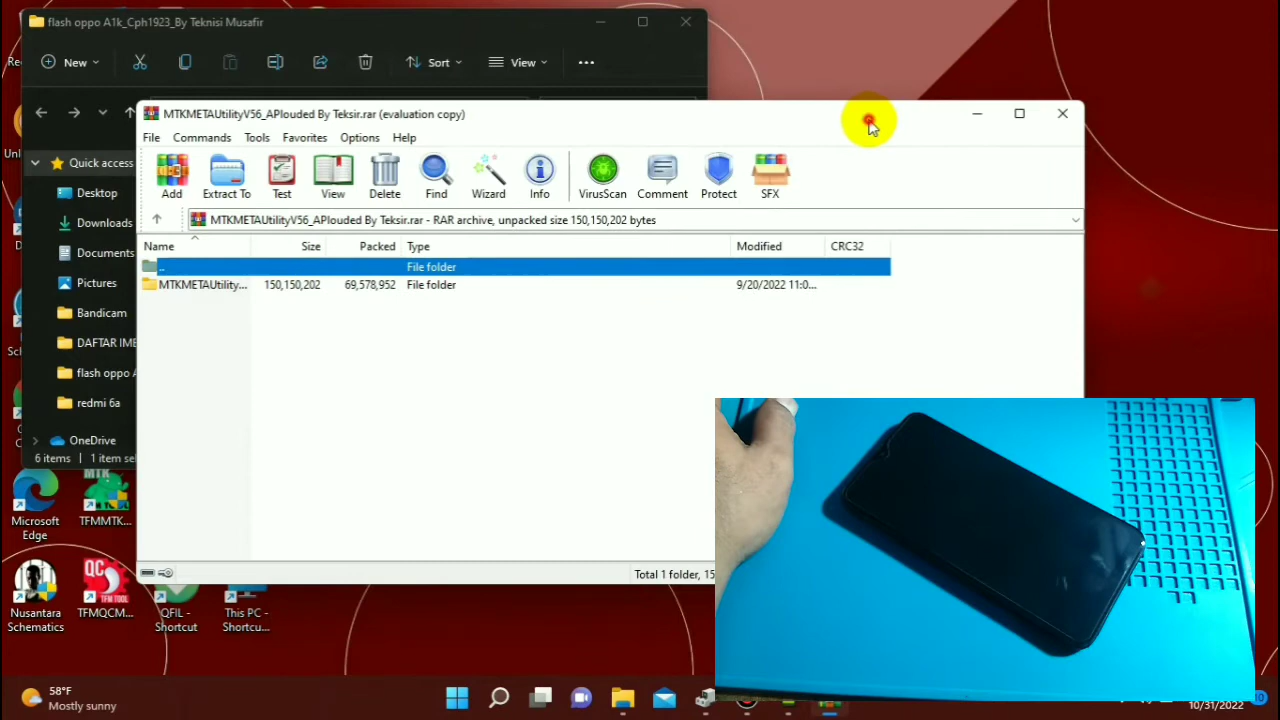 flash oppo A1k_Cph1923_By Teknisi Musafir
New
Sort
View
MTKMETAUtilityV56_APlouded By Teksir.rar (evaluation copy)
File Commands Tools Favorites Options Help
Add Extract To Test View Delete Find Wizard Info VirusScan Comment Protect SFX
MTKMETAUtilityV56_APlouded By Teksir.rar - RAR archive, unpacked size 150,150,202 bytes
Name Size Packed Type Modified CRC32
.. File folder
MTKMETAUtility... 150,150,202 69,578,952 File folder 9/20/2022 11:0...
Total 1 folder, 15
Quick access
Desktop
Downloads
Documents
Pictures
Bandicam
DAFTAR IME
flash oppo A
redmi 6a
OneDrive
6 items 1 item sel
Microsoft
Edge
MTK
TFMMTK...
Nusantara
Schematics
QC
TFM TOOL
TFMQCM...
QFIL -
Shortcut
This PC -
Shortcu...
58°F
Mostly sunny
10/31/2022